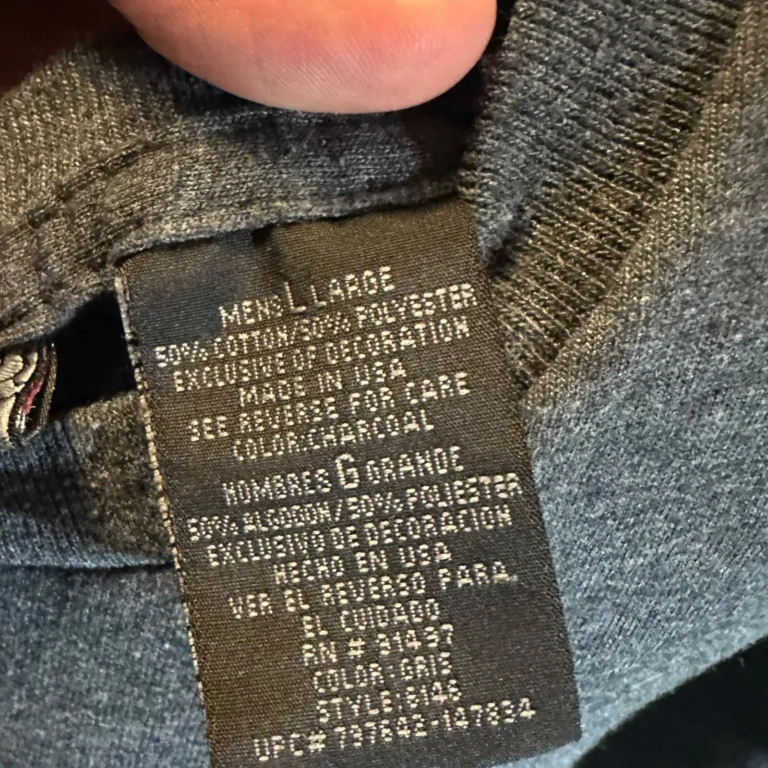 MENS L LARGE
50% COTTON/50% POLYESTER
EXCLUSIVE OF DECORATION
MADE IN USA
SEE REVERSE FOR CARE
COLOR:CHARCOAL
HOMBRES G GRANDE
50% ALGODON/50% POLIESTER
EXCLUSIVO DE DECORACION
HECHO EN USA
VER EL REVERSO PARA
EL CUIDADO
RN #
COLOR:GRIS
STYLE:
UPC#